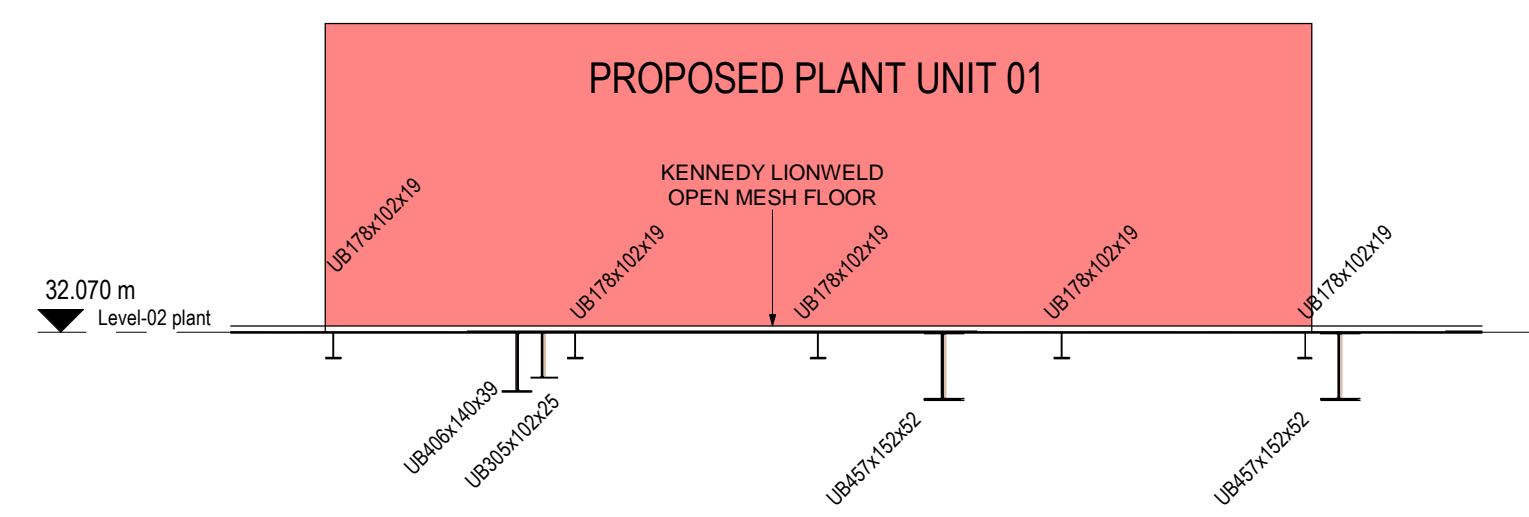 PROPOSED PLANT UNIT 01
KENNEDY LIONWELD
OPEN MESH FLOOR
UB178x102x19
UB178x102x19
UB178x102x19
UB178x102x19
UB178x102x19
32.070 m
Level-02 plant
UB406x140x39
UB305x102x25
UB457x152x52
UB457x152x52